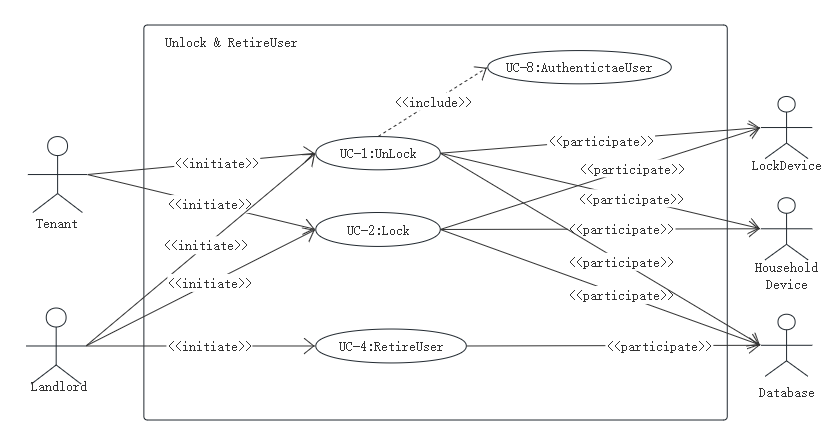 Unlock & RetireUser
UC-8:AuthentictaeUser
<<include>>
<<participate>>
<<initiate>>
UC-1:UnLock
<<participate>>
LockDevice
<<initiate>>
<<participate>>
Tenant
UC-2:Lock
<<participate>>
<<initiate>>
<<participate>>
Household
Device
<<initiate>>
<<participate>>
<<initiate>>
UC-4:RetireUser
<<participate>>
Landlord
Database